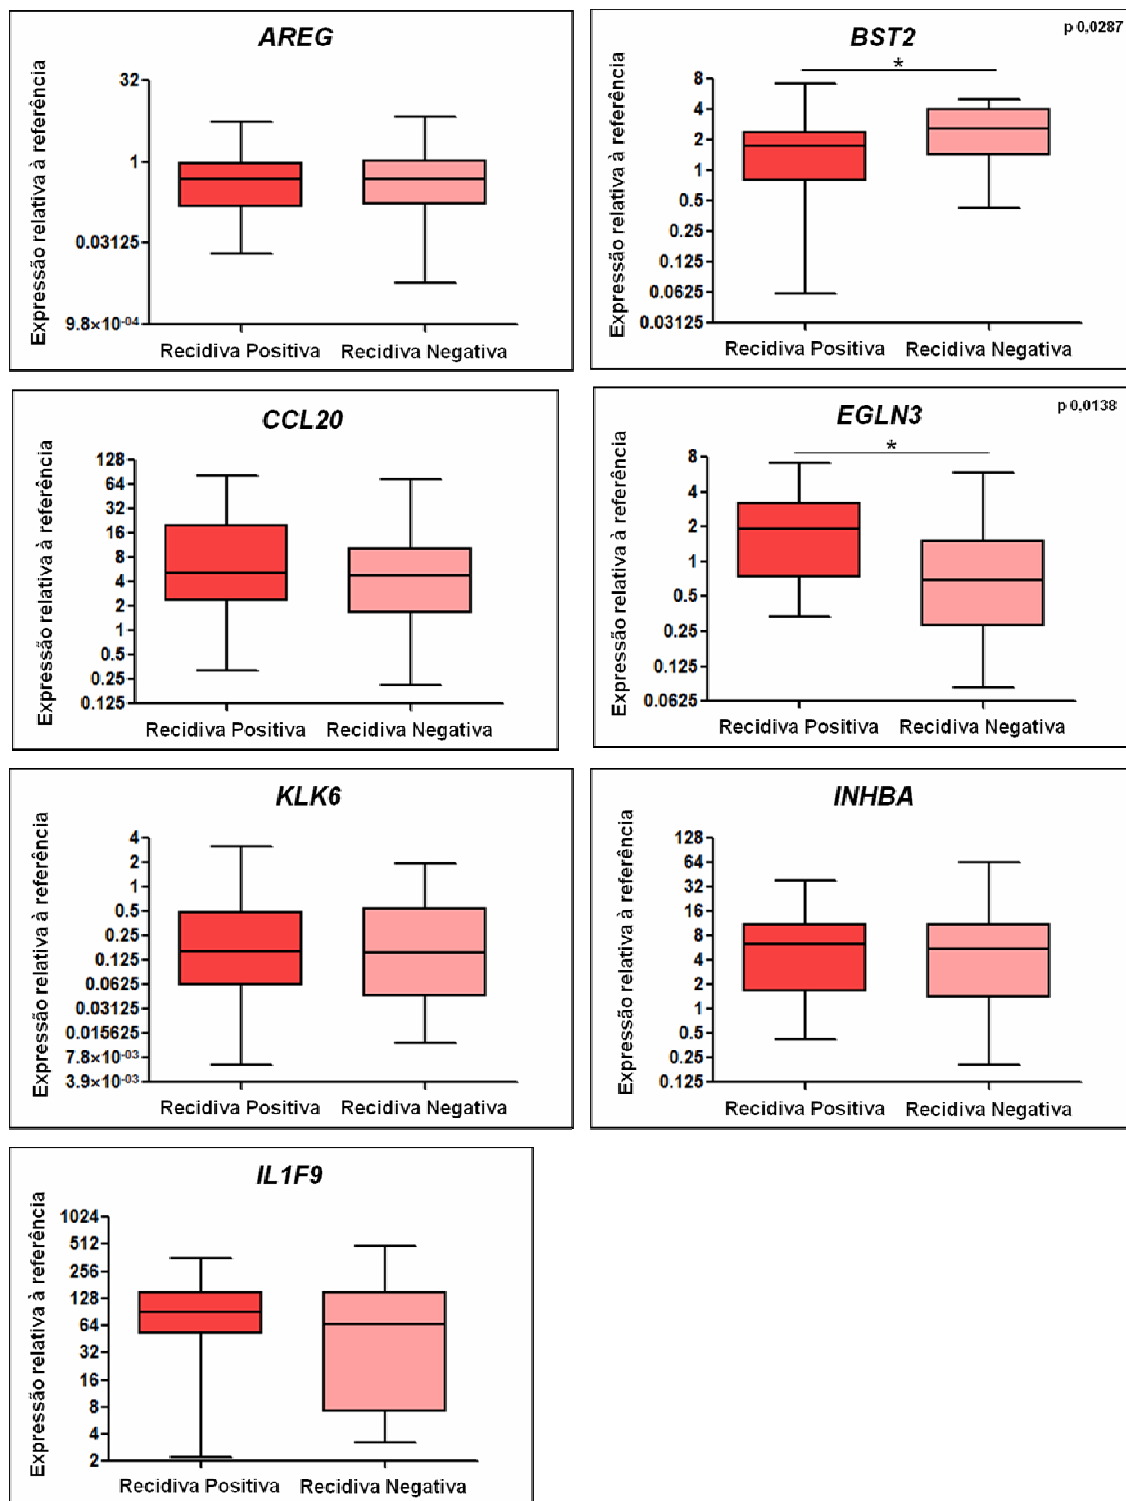 AREG
Expressão relativa à referência
32
1
0.03125
9.8×10⁻⁰⁴
Recidiva Positiva Recidiva Negativa
BST2
p 0,0287
*
Expressão relativa à referência
8
4
2
1
0.5
0.25
0.125
0.0625
0.03125
Recidiva Positiva Recidiva Negativa
CCL20
Expressão relativa à referência
128
64
32
16
8
4
2
1
0.5
0.25
0.125
Recidiva Positiva Recidiva Negativa
EGLN3
p 0,0138
*
Expressão relativa à referência
8
4
2
1
0.5
0.25
0.125
0.0625
Recidiva Positiva Recidiva Negativa
KLK6
Expressão relativa à referência
4
2
1
0.5
0.25
0.125
0.0625
0.03125
0.015625
7.8×10⁻⁰³
3.9×10⁻⁰³
Recidiva Positiva Recidiva Negativa
INHBA
Expressão relativa à referência
128
64
32
16
8
4
2
1
0.5
0.25
0.125
Recidiva Positiva Recidiva Negativa
IL1F9
Expressão relativa à referência
1024
512
256
128
64
32
16
8
4
2
Recidiva Positiva Recidiva Negativa